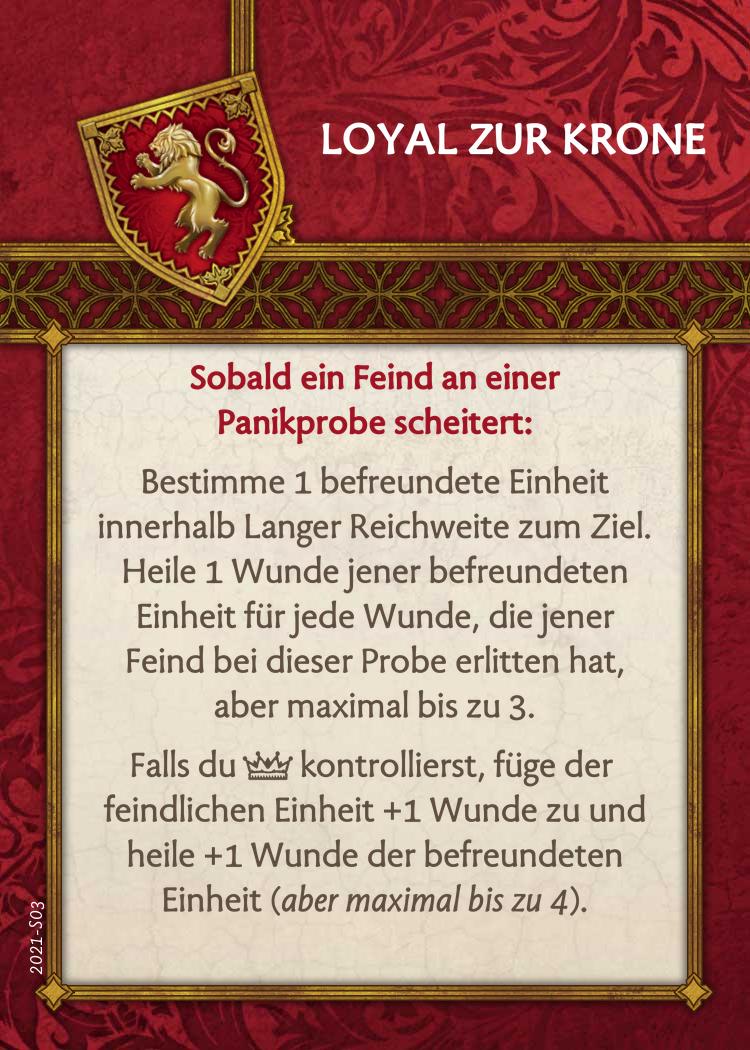 LOYAL ZUR KRONE
Sobald ein Feind an einer
Panikprobe scheitert:
Bestimme 1 befreundete Einheit
innerhalb Langer Reichweite zum Ziel.
Heile 1 Wunde jener befreundeten
Einheit für jede Wunde, die jener
Feind bei dieser Probe erlitten hat,
aber maximal bis zu 3.
Falls du kontrollierst, füge der
feindlichen Einheit +1 Wunde zu und
heile +1 Wunde der befreundeten
Einheit (aber maximal bis zu 4).
2021-S03